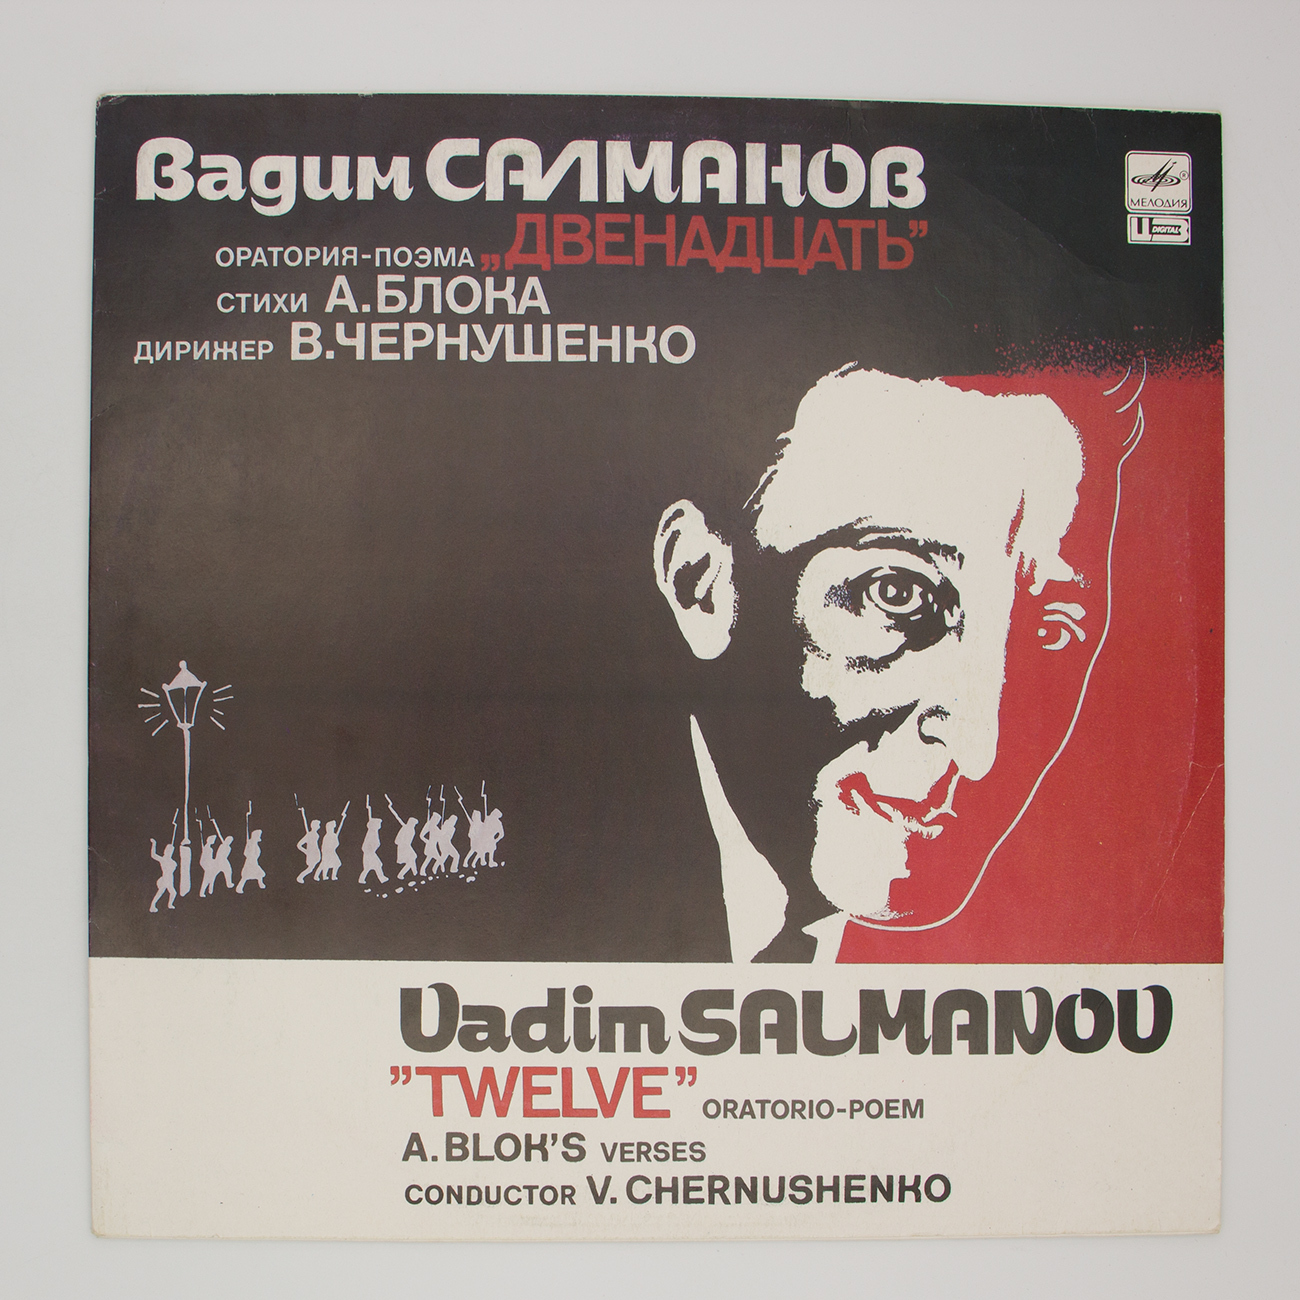 Вадим САЛМАНОВ
ОРАТОРИЯ-ПОЭМА „ДВЕНАДЦАТЬ”
СТИХИ А.БЛОКА
ДИРИЖЕР В.ЧЕРНУШЕНКО
МЕЛОДИЯ
ЦЗ DIGITAL
Vadim SALMANOV
”TWELVE” ORATORIO-POEM
A.BLOK’S VERSES
CONDUCTOR V. CHERNUSHENKO